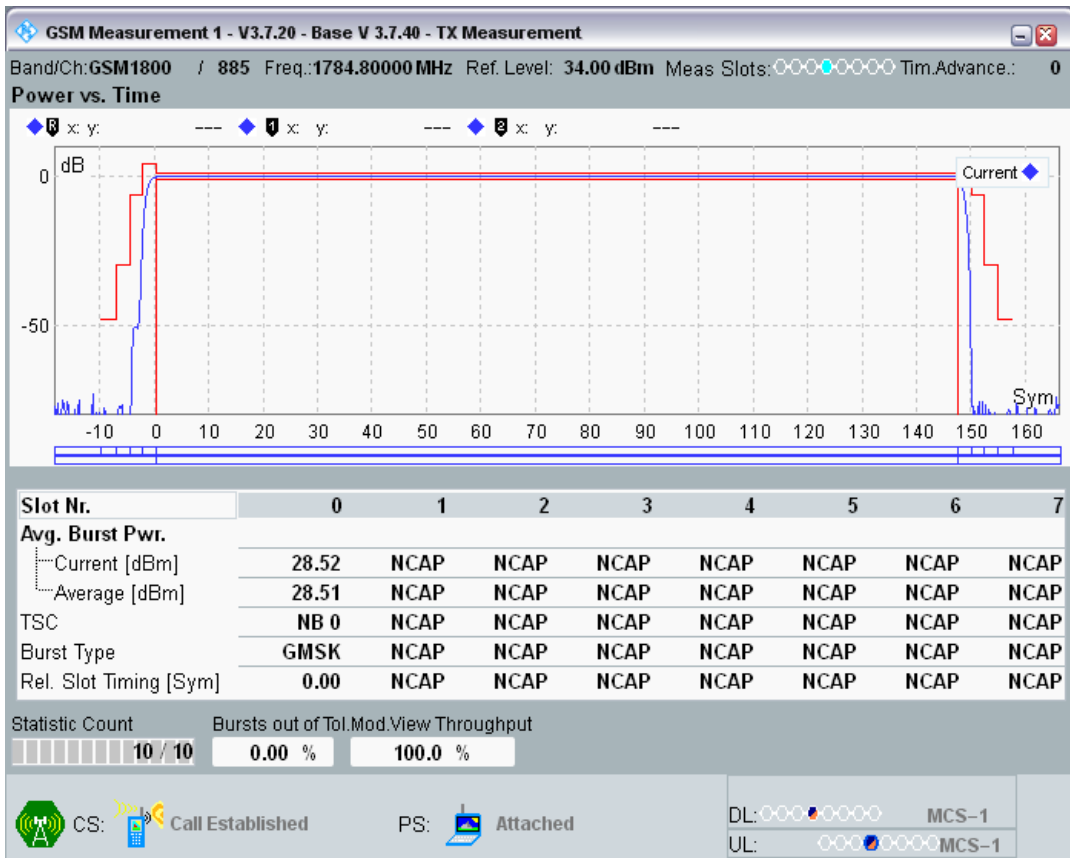 GSM Measurement 1 - V3.7.20 - Base V 3.7.40 - TX Measurement
Band/Ch:GSM1800 / 885 Freq.:1784.80000 MHz Ref. Level: 34.00 dBm Meas Slots: Tim.Advance.: 0
Power vs. Time
R x: y: --- 1 x: y: --- 2 x: y: ---
dB
Current
0
-50
Sym
-10 0 10 20 30 40 50 60 70 80 90 100 110 120 130 140 150 160
Slot Nr. 0 1 2 3 4 5 6 7
Avg. Burst Pwr.
Current [dBm] 28.52 NCAP NCAP NCAP NCAP NCAP NCAP NCAP
Average [dBm] 28.51 NCAP NCAP NCAP NCAP NCAP NCAP NCAP
TSC NB 0 NCAP NCAP NCAP NCAP NCAP NCAP NCAP
Burst Type GMSK NCAP NCAP NCAP NCAP NCAP NCAP NCAP
Rel. Slot Timing [Sym] 0.00 NCAP NCAP NCAP NCAP NCAP NCAP NCAP
Statistic Count Bursts out of Tol.Mod.View Throughput
10 / 10 0.00 % 100.0 %
CS: Call Established PS: Attached
DL: MCS-1
UL: MCS-1